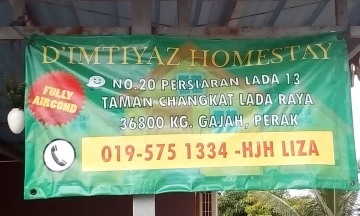 D'IMTIYAZ HOMESTAY
FULLY
AIRCOND
NO.20 PERSIARAN LADA 13
TAMAN CHANGKAT LADA RAYA
36800 KG. GAJAH, PERAK
019-575 1334 -HJH LIZA